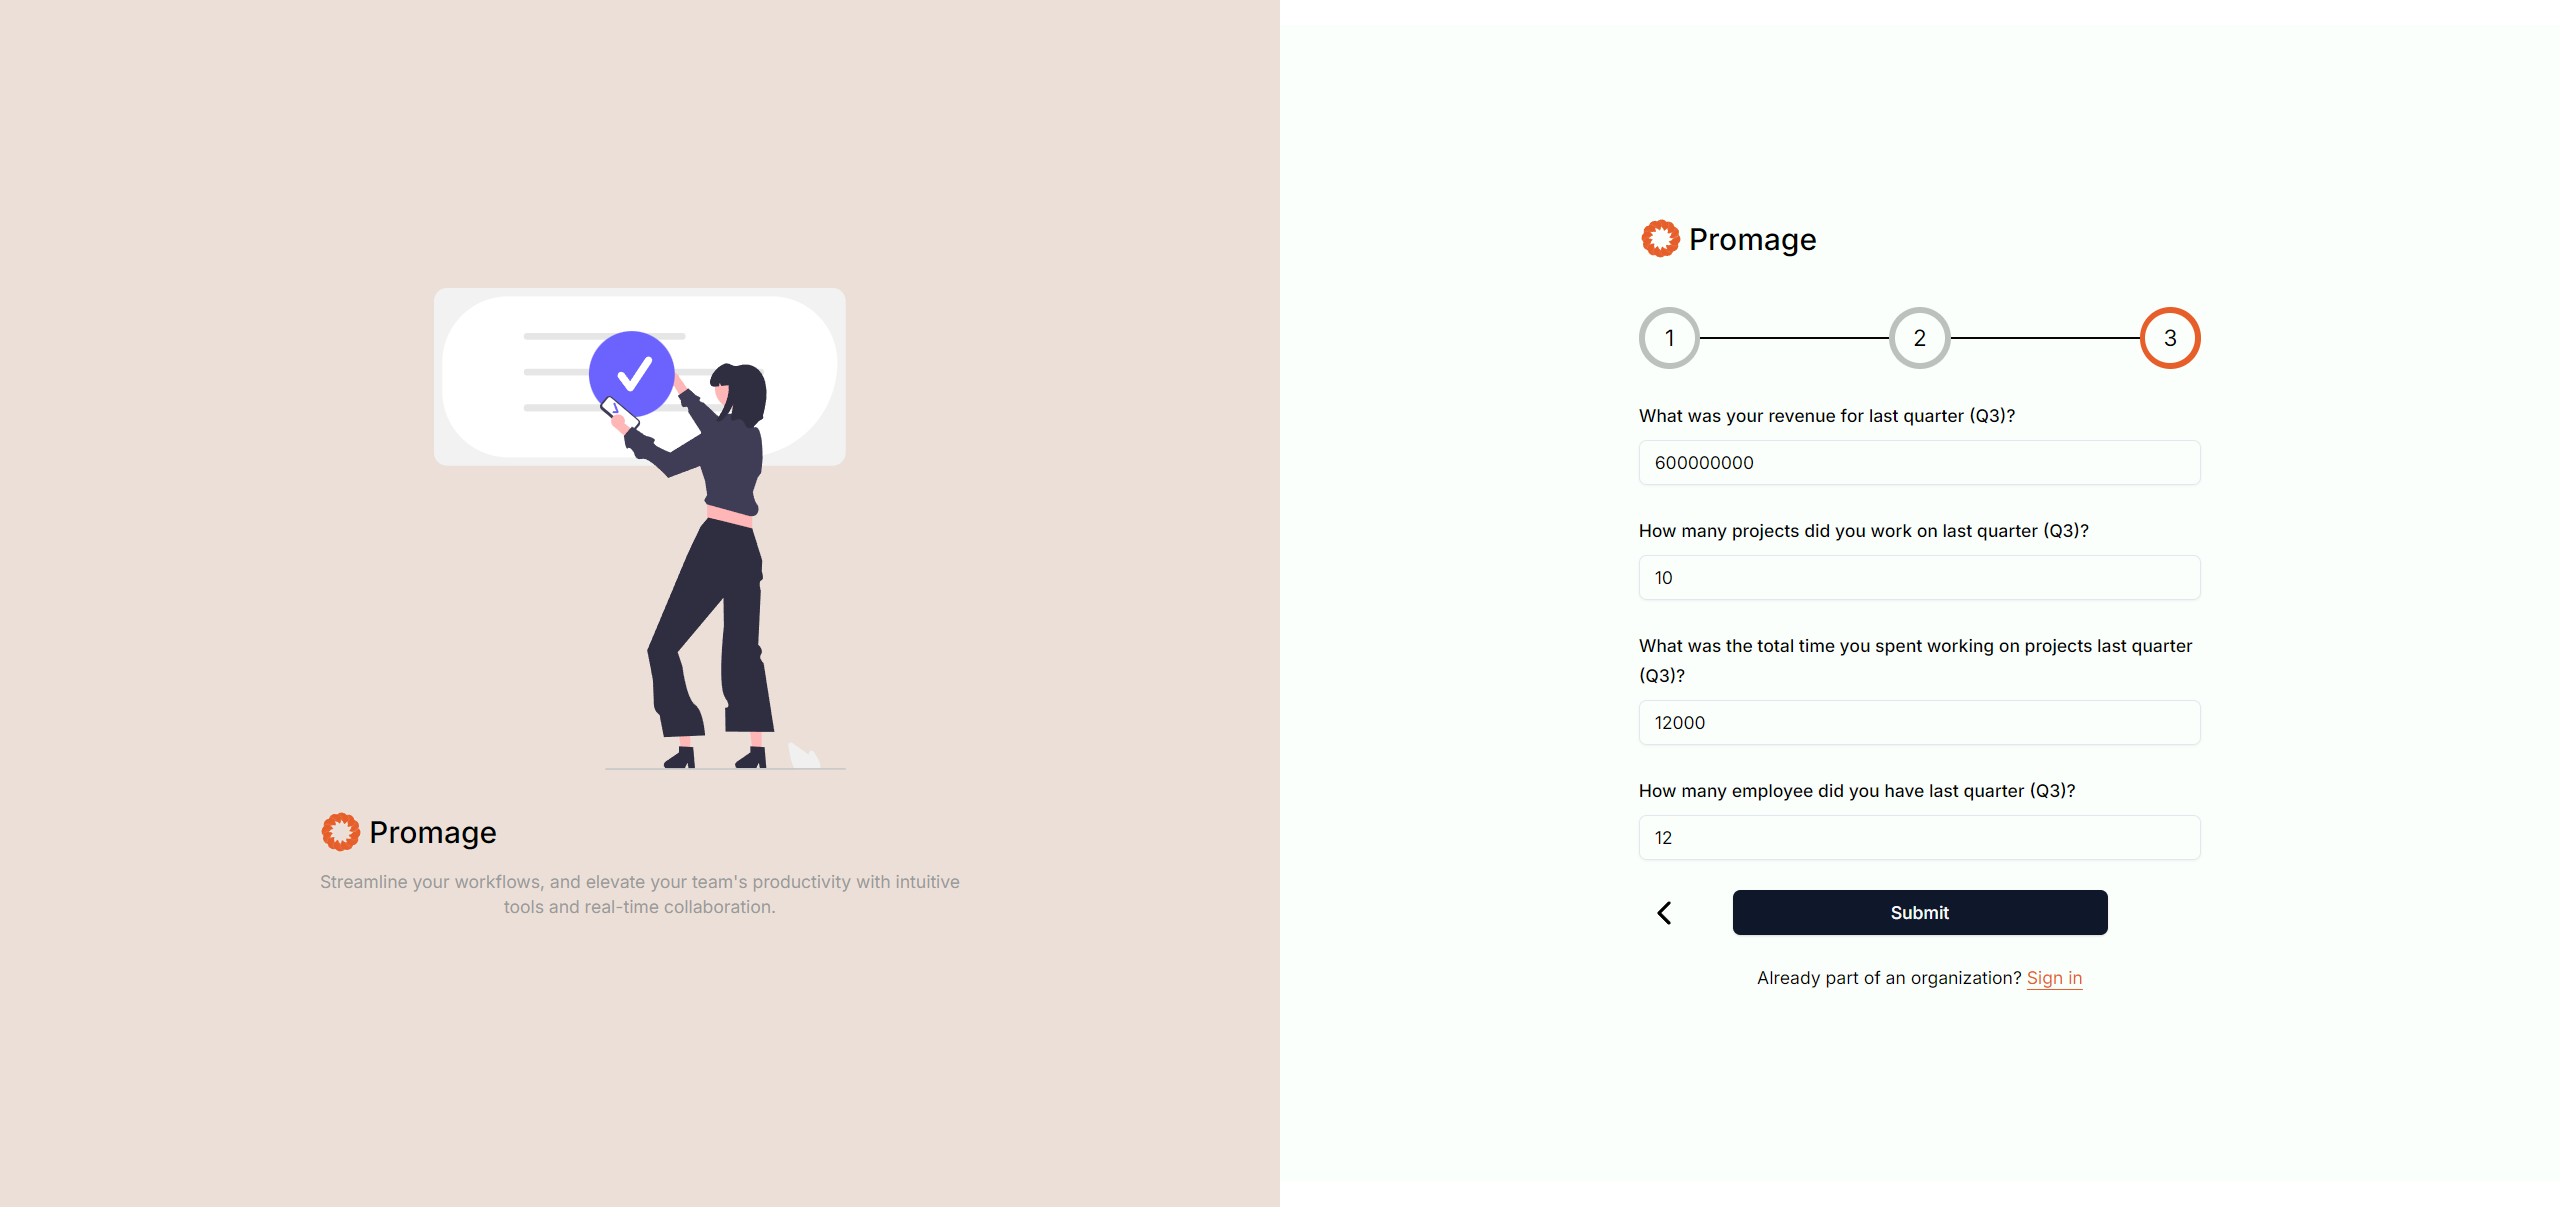 Promage
Streamline your workflows, and elevate your team's productivity with intuitive
tools and real-time collaboration.
Promage
1
2
3
What was your revenue for last quarter (Q3)?
600000000
How many projects did you work on last quarter (Q3)?
10
What was the total time you spent working on projects last quarter
(Q3)?
12000
How many employee did you have last quarter (Q3)?
12
Submit
Already part of an organization? Sign in